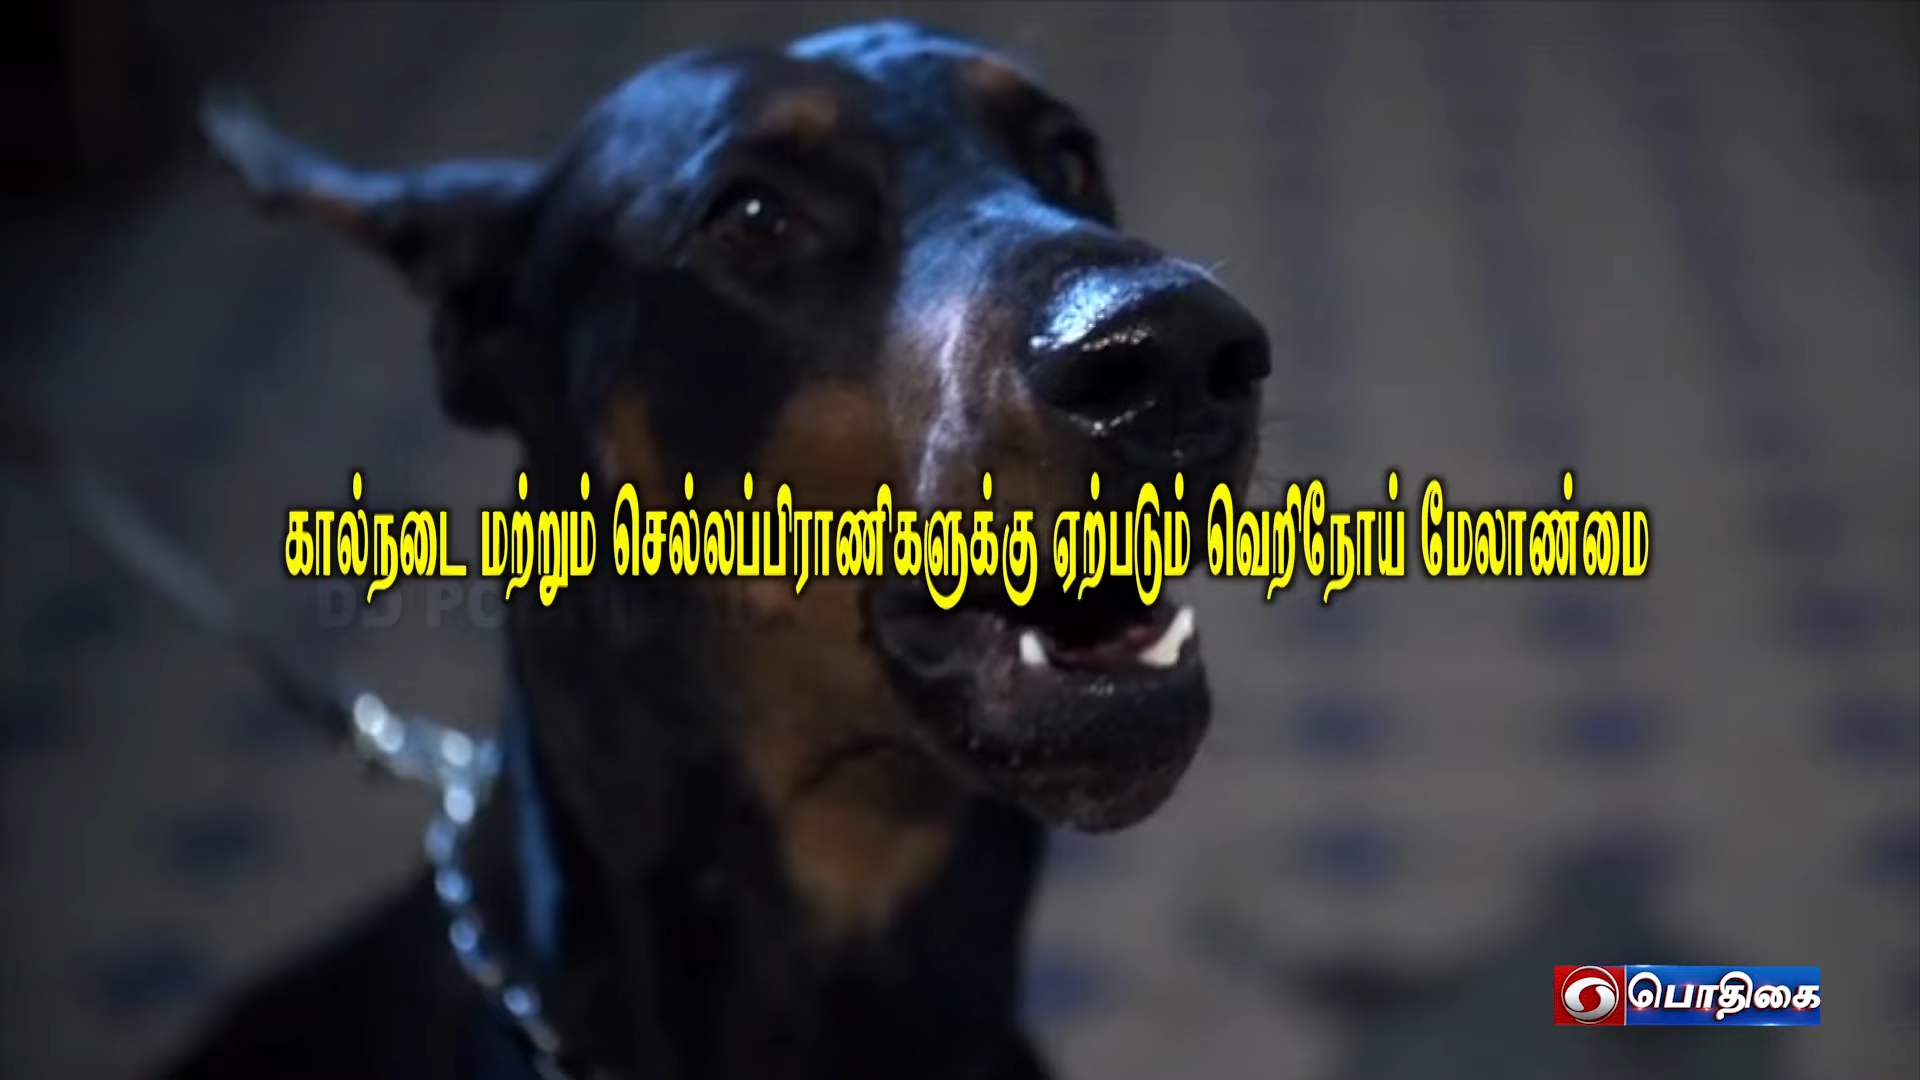 கால்நடை மற்றும் செல்லப்பிராணிகளுக்கு ஏற்படும் வெறிநோய் மேலாண்மை
பொதிகை